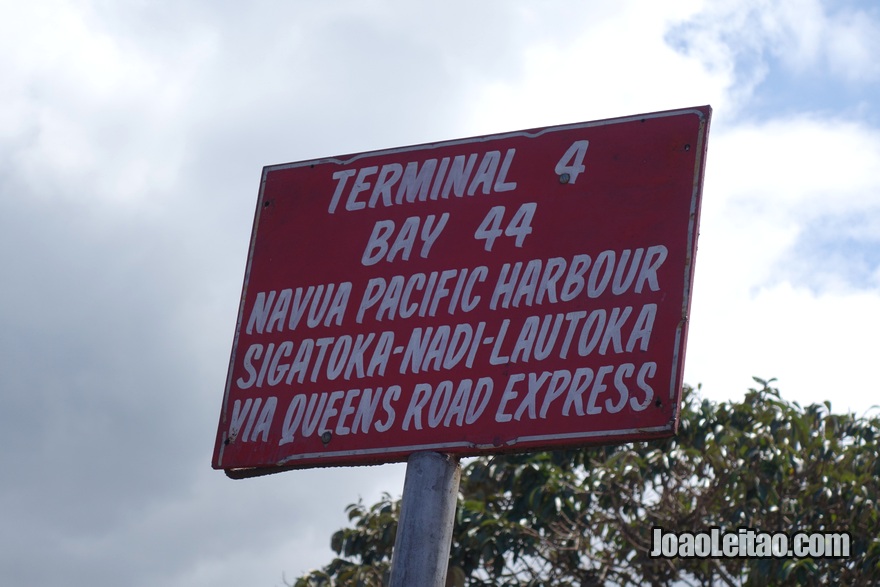 TERMINAL 4
BAY 44
NAVUA PACIFIC HARBOUR
SIGATOKA-NADI-LAUTOKA
VIA QUEENS ROAD EXPRESS
JoaoLeitao.com